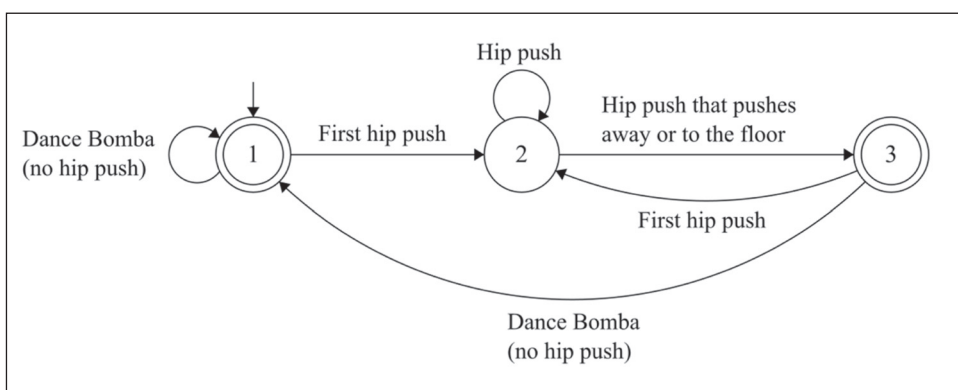 Hip push
Dance Bomba
(no hip push)
1
First hip push
2
Hip push that pushes
away or to the floor
3
First hip push
Dance Bomba
(no hip push)